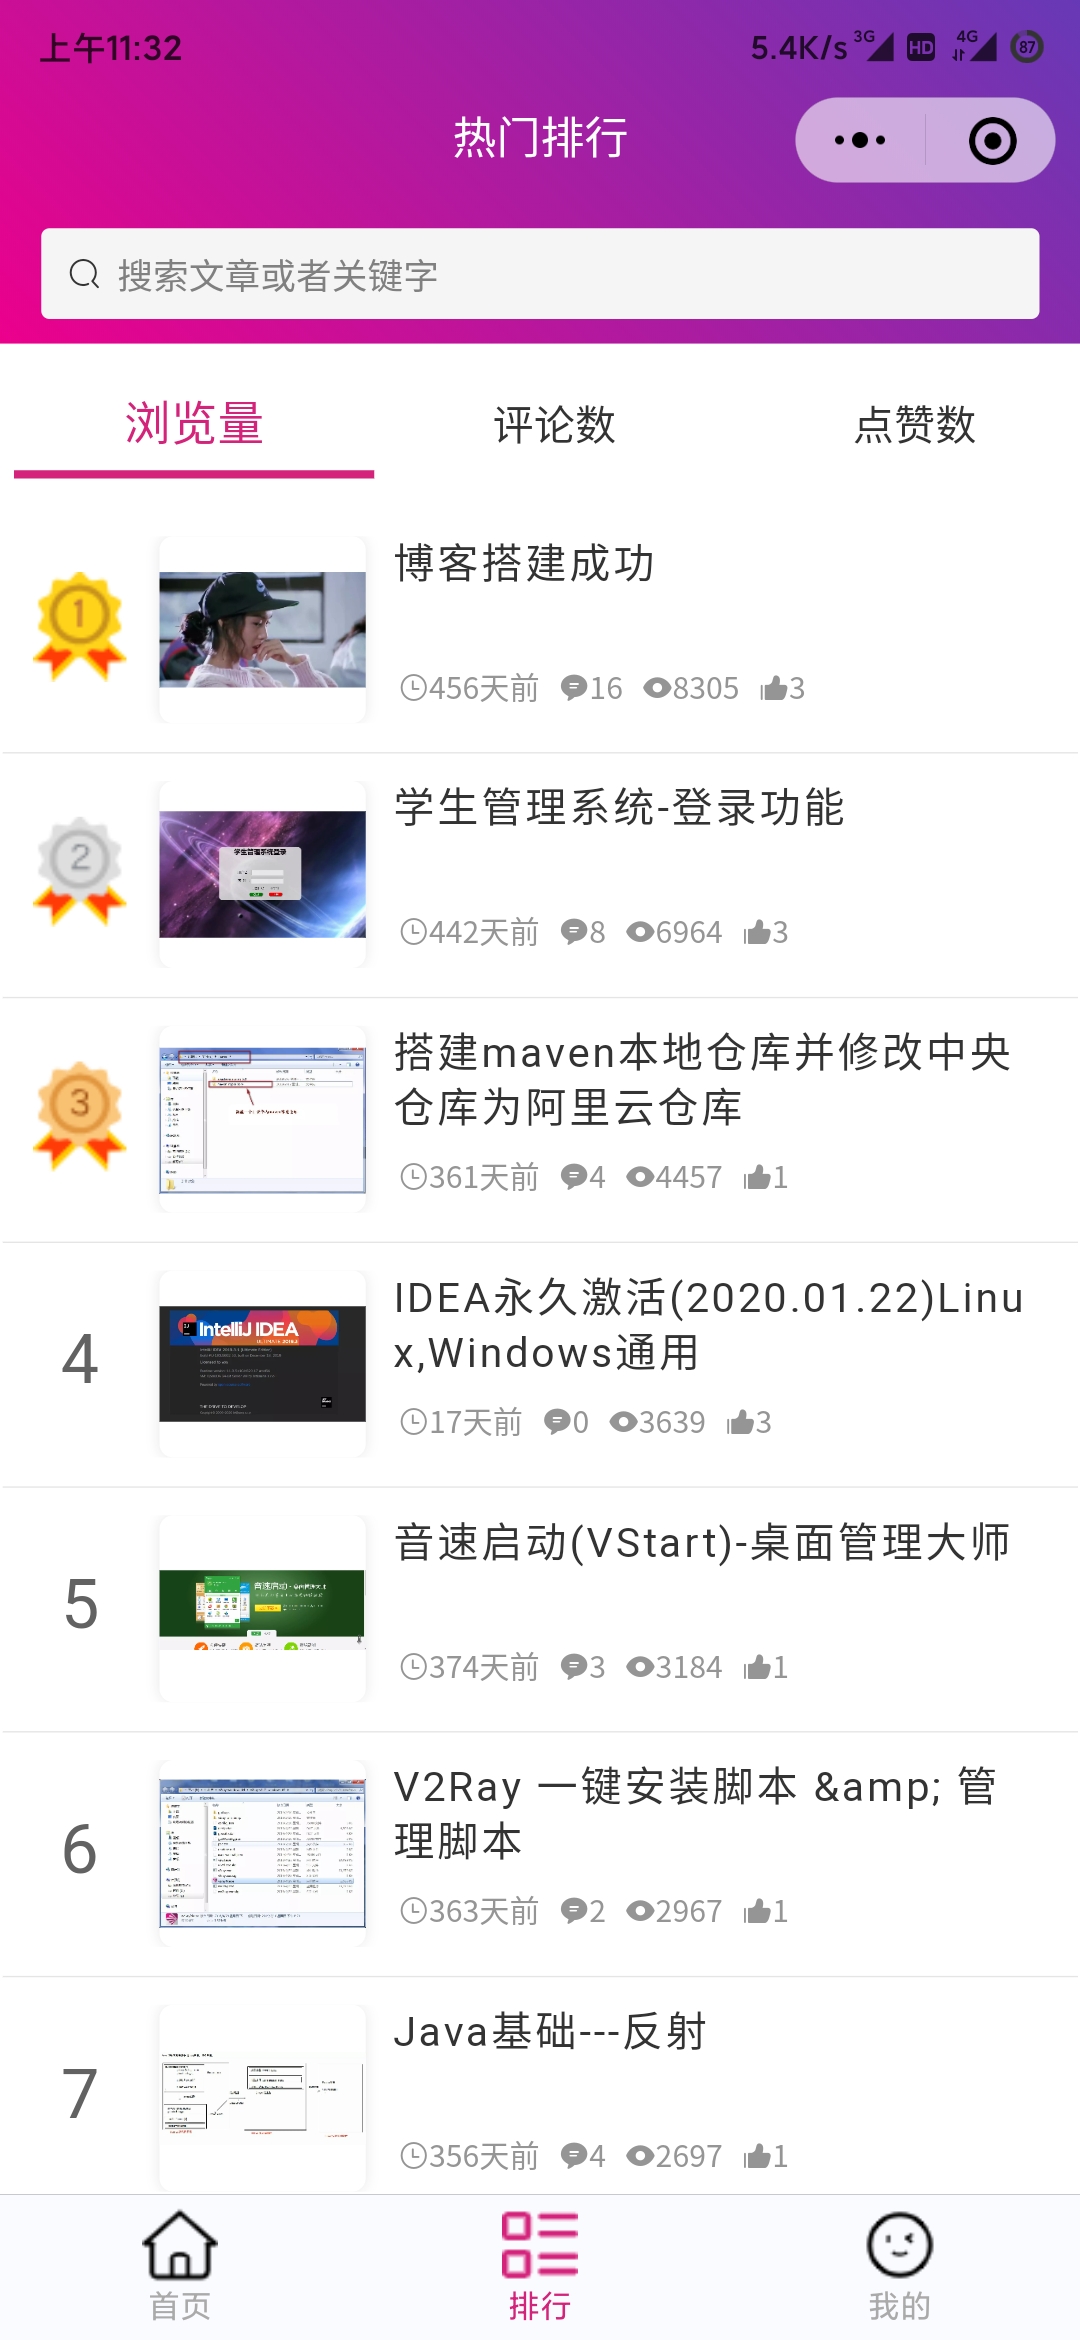 上午11:32
5.4K/s 3G HD 4G 87
热门排行
搜索文章或者关键字
浏览量 评论数 点赞数
1
博客搭建成功
456天前 16 8305 3
2
学生管理系统登录
学生管理系统-登录功能
442天前 8 6964 3
3
搭建maven本地仓库并修改中央
仓库为阿里云仓库
361天前 4 4457 1
4
IntelliJ IDEA
IDEA永久激活(2020.01.22)Linu
x,Windows通用
17天前 0 3639 3
5
音速启动(VStart)-桌面管理大师
374天前 3 3184 1
6
V2Ray 一键安装脚本 &amp;amp; 管
理脚本
363天前 2 2967 1
7
Java基础---反射
356天前 4 2697 1
首页 排行 我的